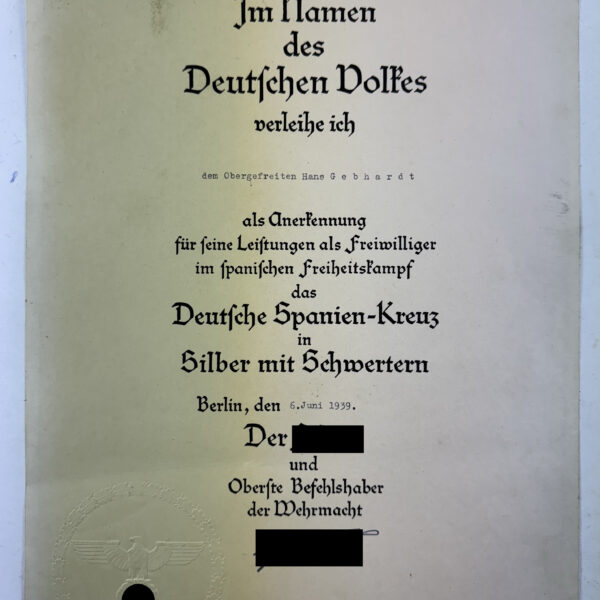 Im Namen
des
Deutschen Volkes
verleihe ich
dem Obergefreiten Hans G e b h a r d t
als Anerkennung
für seine Leistungen als Freiwilliger
im spanischen Freiheitskampf
das
Deutsche Spanien-Kreuz
in
Silber mit Schwertern
Berlin, den 6.Juni 1939.
Der
und
Oberste Befehlshaber
der Wehrmacht